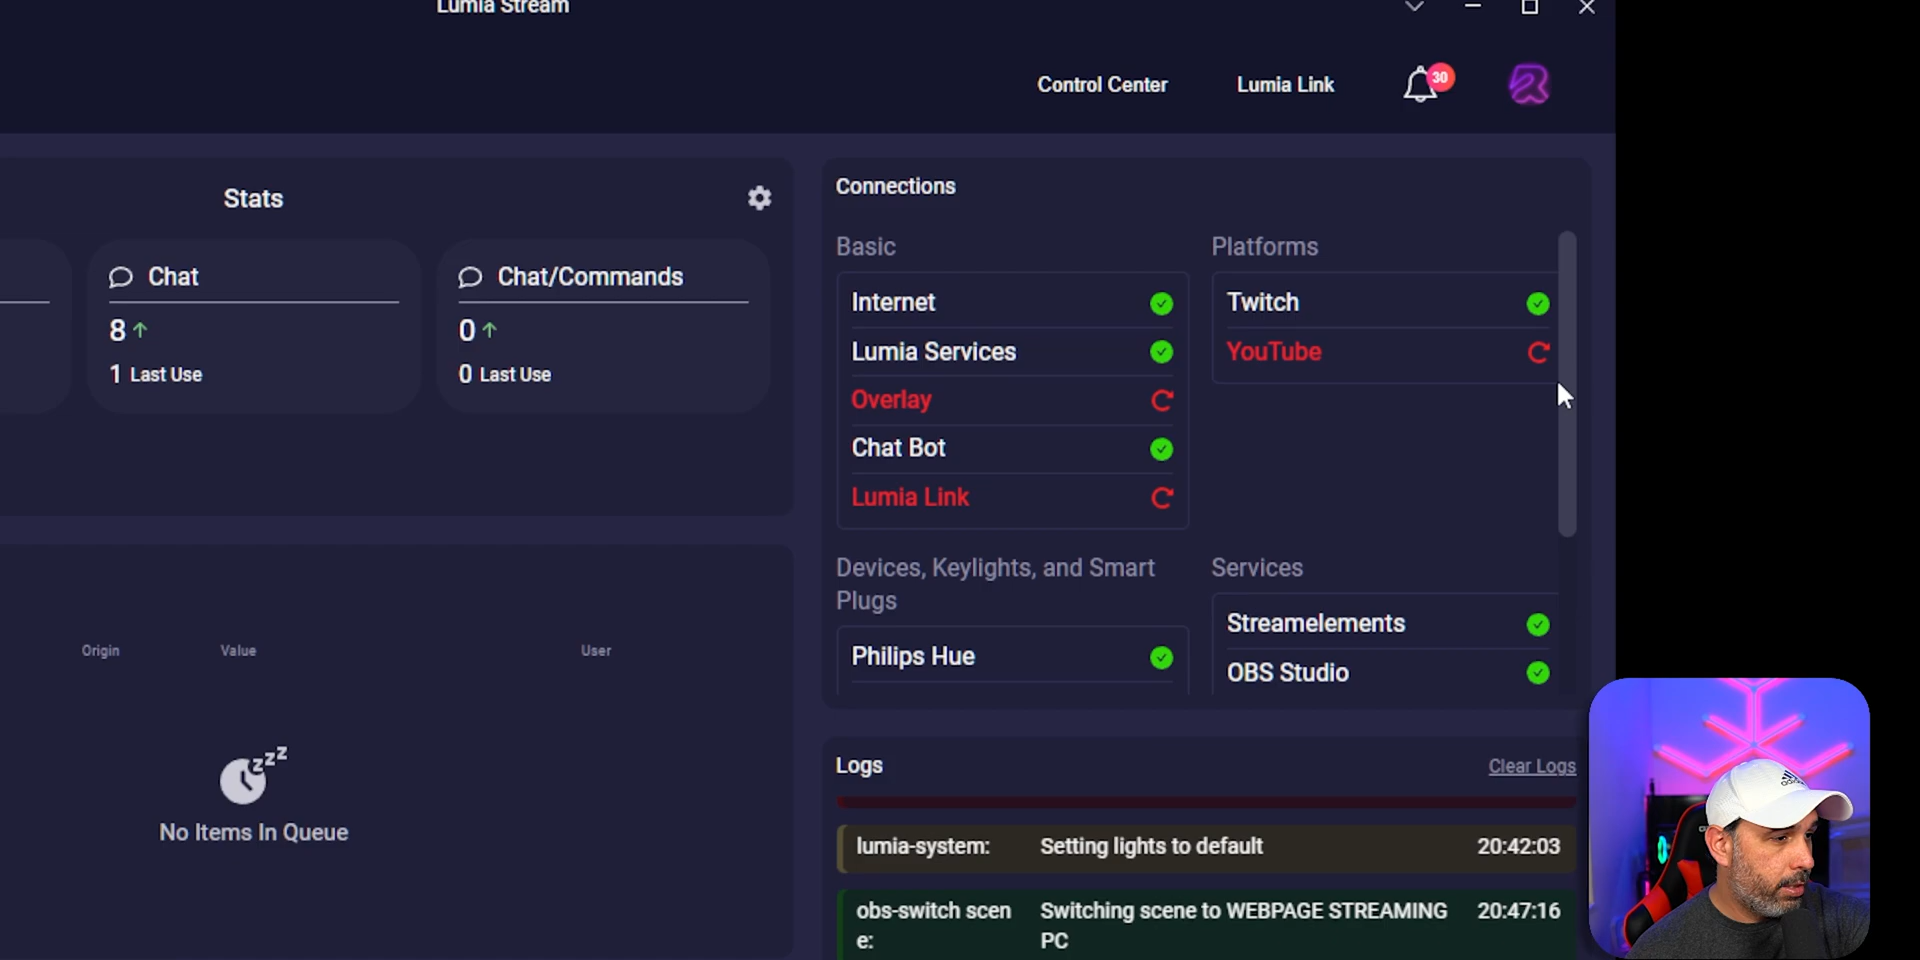 Lumia Stream
Control Center
Lumia Link
30
Stats
Chat
8
1 Last Use
Chat/Commands
0
0 Last Use
Origin
Value
User
zzz
No Items In Queue
Connections
Basic
Internet
Lumia Services
Overlay
Chat Bot
Lumia Link
Platforms
Twitch
YouTube
Devices, Keylights, and Smart
Plugs
Philips Hue
Services
Streamelements
OBS Studio
Logs
Clear Logs
lumia-system: Setting lights to default 20:42:03
obs-switch scen Switching scene to WEBPAGE STREAMING 20:47:16
e: PC